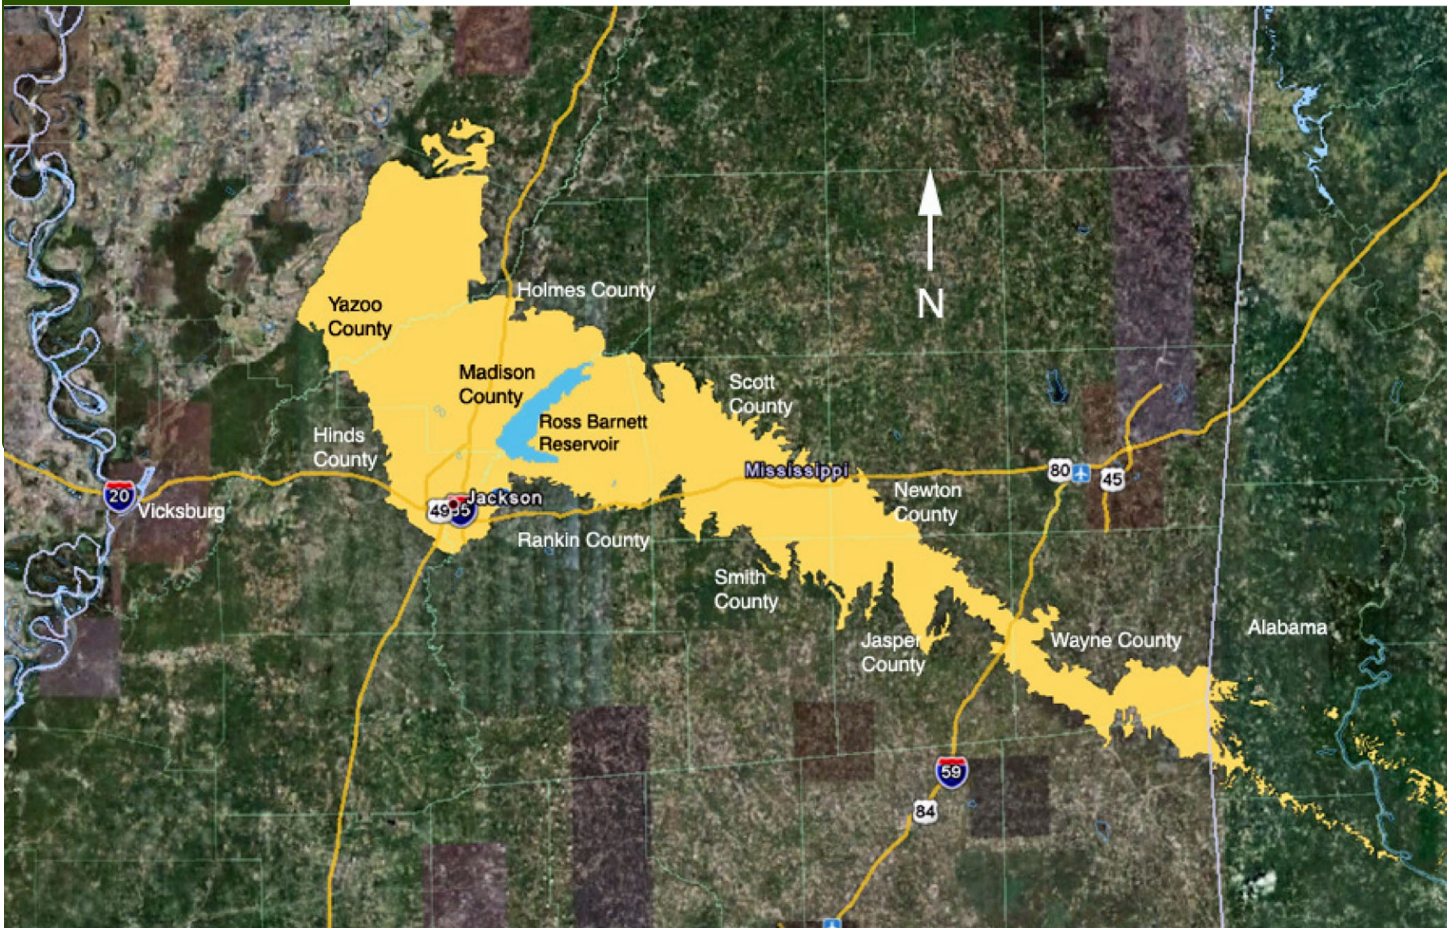 N
Holmes County
Yazoo
County
Madison
County
Scott
County
Ross Barnett
Reservoir
Hinds
County
Mississippi
80
45
20
Vicksburg
Jackson
49
Newton
County
Rankin County
Smith
County
Jasper
County
Wayne County
Alabama
59
84